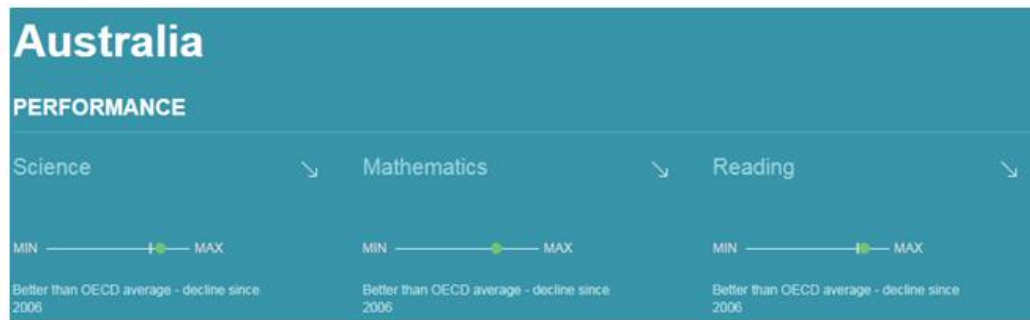 Australia
PERFORMANCE
Science
Mathematics
Reading
MIN MAX
MIN MAX
MIN MAX
Better than OECD average - decline since
2006
Better than OECD average - decline since
2006
Better than OECD average - decline since
2006